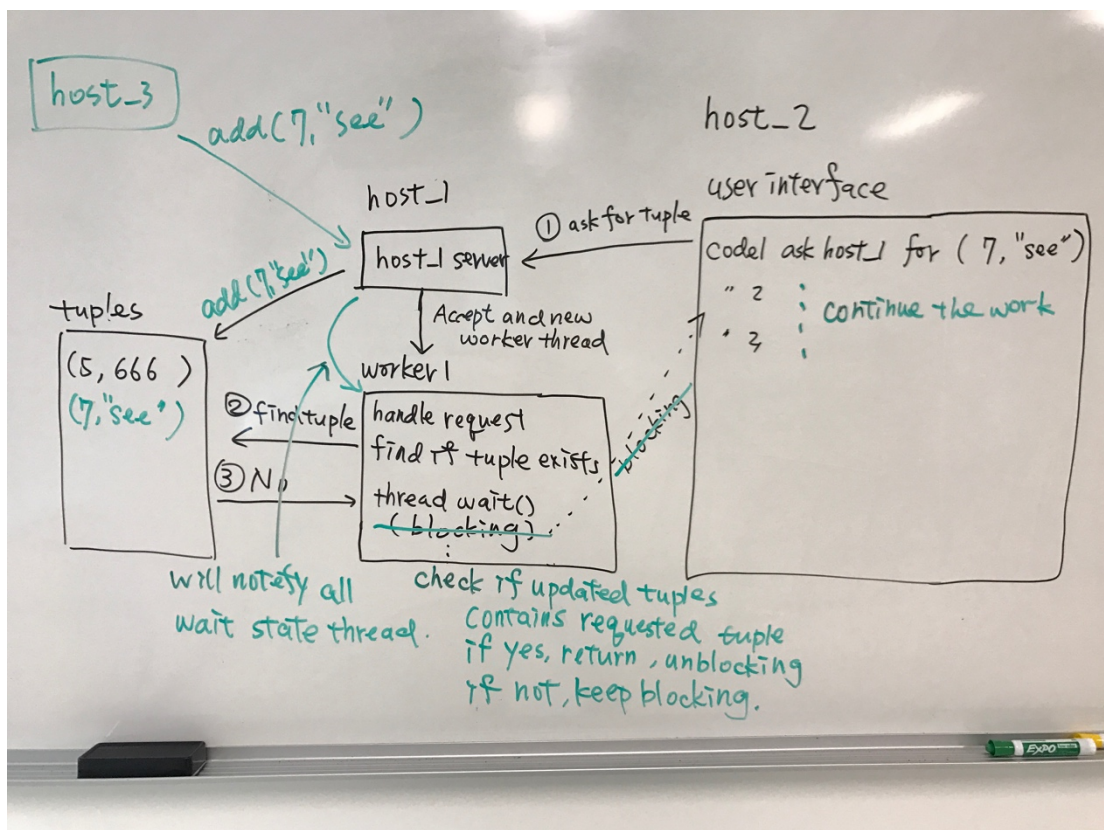 host_3
add(7,"see")
host_2
user interface
host_1
① ask for tuple
host_1 server
code1 ask host_1 for (7,"see")
" 2
continue the work
" 3
add(7,"see")
tuples
Accept and new
worker thread
(5, 666 )
(7,"see")
worker1
② find tuple
handle request
find if tuple exists
③ No
thread wait()
(blocking)
blocking
will notify all
wait state thread.
check if updated tuples
contains requested tuple
if yes, return, unblocking
if not, keep blocking.
EXPO